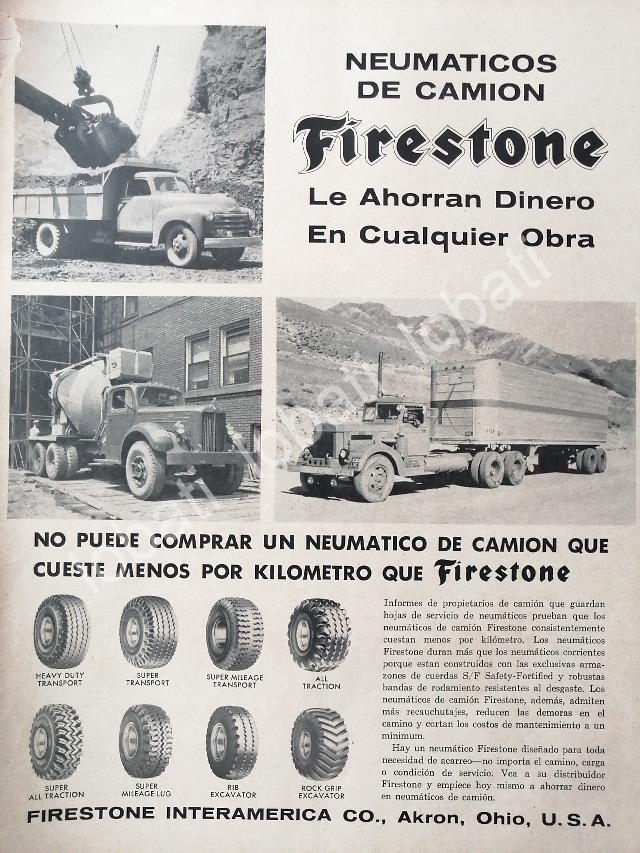 NEUMATICOS
DE CAMION
Firestone
Le Ahorran Dinero
En Cualquier Obra
NO PUEDE COMPRAR UN NEUMATICO DE CAMION QUE
CUESTE MENOS POR KILOMETRO QUE Firestone
HEAVY DUTY
TRANSPORT
SUPER
TRANSPORT
SUPER MILEAGE
TRANSPORT
ALL
TRACTION
SUPER
ALL TRACTION
SUPER
MILEAGE LUG
RIB
EXCAVATOR
ROCK GRIP
EXCAVATOR
Informes de propietarios de camión que guardan
hojas de servicio de neumáticos prueban que los
neumáticos de camión Firestone consistentemente
cuestan menos por kilómetro. Los neumáticos
Firestone duran más que los neumáticos corrientes
porque estan construidos con las exclusivas arma-
zones de cuerdas S/F Safety-Fortified y robustas
bandas de rodamiento resistentes al desgaste. Los
neumáticos de camión Firestone, además, admiten
más recauchutajes, reducen las demoras en el
camino y cortan los costos de mantenimiento a un
mínimum.
Hay un neumático Firestone diseñado para toda
necesidad de acarreo—no importa el camino, carga
o condición de servicio. Vea a su distribuidor
Firestone y empiece hoy mismo a ahorrar dinero
en neumáticos de camión.
FIRESTONE INTERAMERICA CO., Akron, Ohio, U.S.A.
lobati lobati
lobati lobati